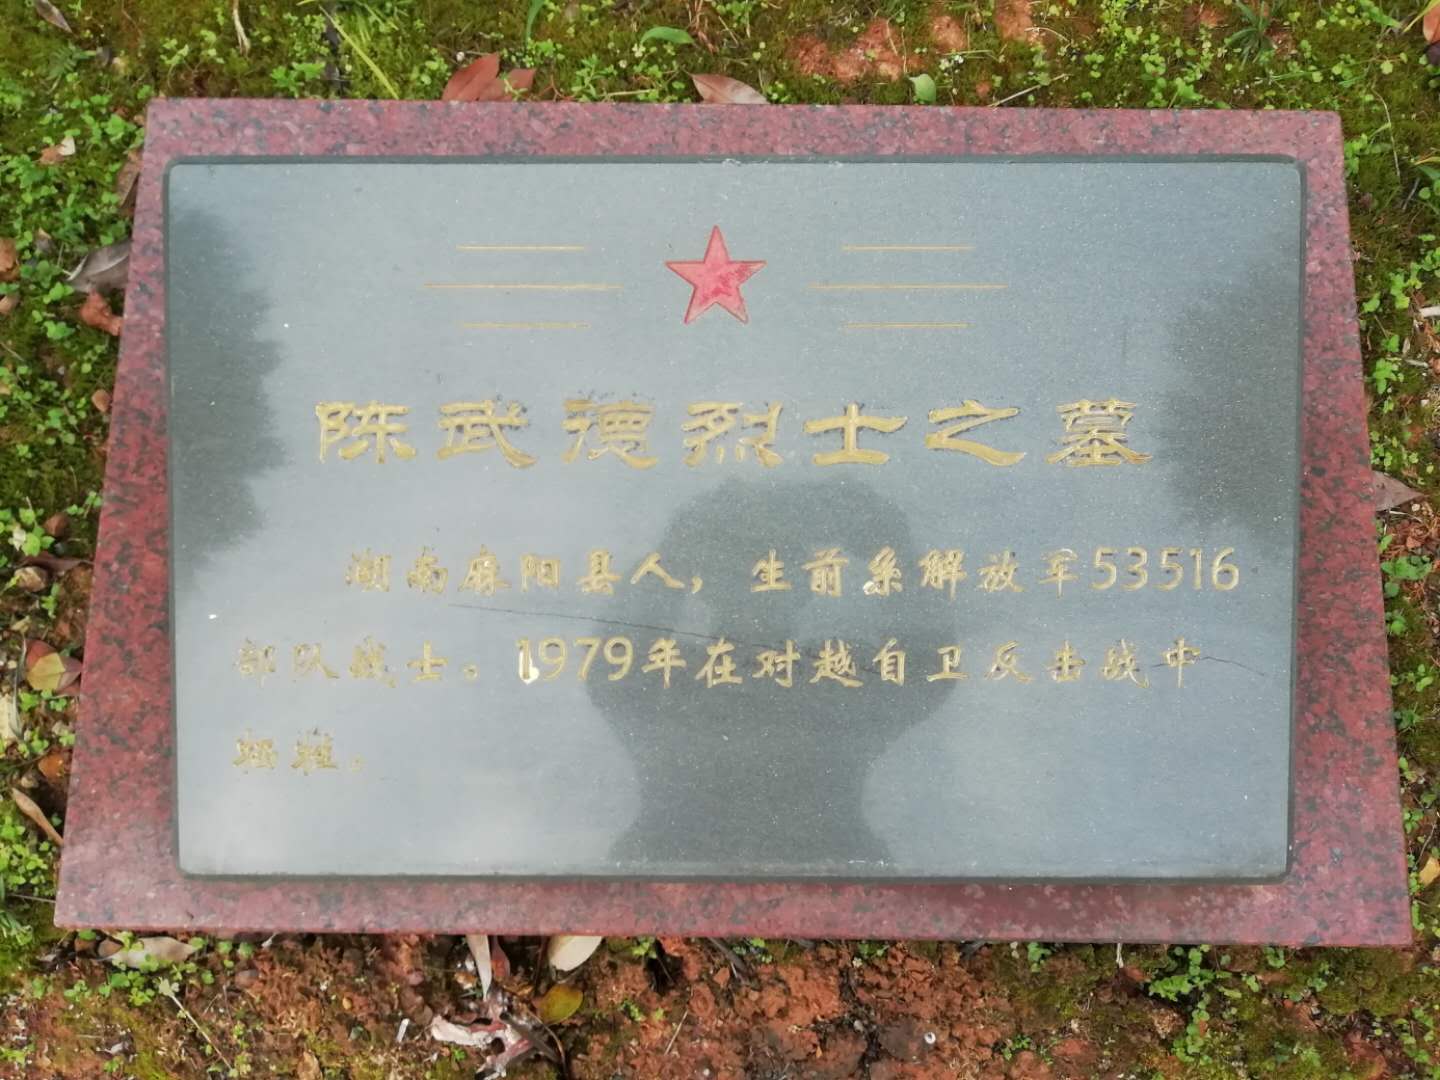 陈武德烈士之墓
湖南麻阳县人，生前系解放军53516
部队战士。1979年在对越自卫反击战中
牺牲。